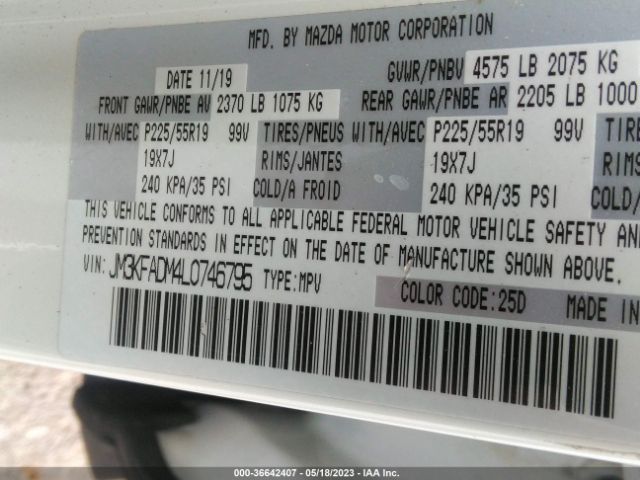 MFD. BY MAZDA MOTOR CORPORATION
DATE 11/19 GVWR/PNBV 4575 LB 2075 KG
FRONT GAWR/PNBE AV 2370 LB 1075 KG REAR GAWR/PNBE AR 2205 LB 1000
WITH/AVEC P225/55R19 99V TIRES/PNEUS WITH/AVEC P225/55R19 99V TIRE
19X7J RIMS/JANTES 19X7J RIMS/
240 KPA/35 PSI COLD/A FROID 240 KPA/35 PSI COLD/
THIS VEHICLE CONFORMS TO ALL APPLICABLE FEDERAL MOTOR VEHICLE SAFETY AN
PREVENTION STANDARDS IN EFFECT ON THE DATE OF MANUFACTURE SHOWN ABOVE.
VIN: JM3KFADM4L0746795 TYPE:MPV COLOR CODE:25D MADE IN
000-36642407 - 05/18/2023 - IAA Inc.